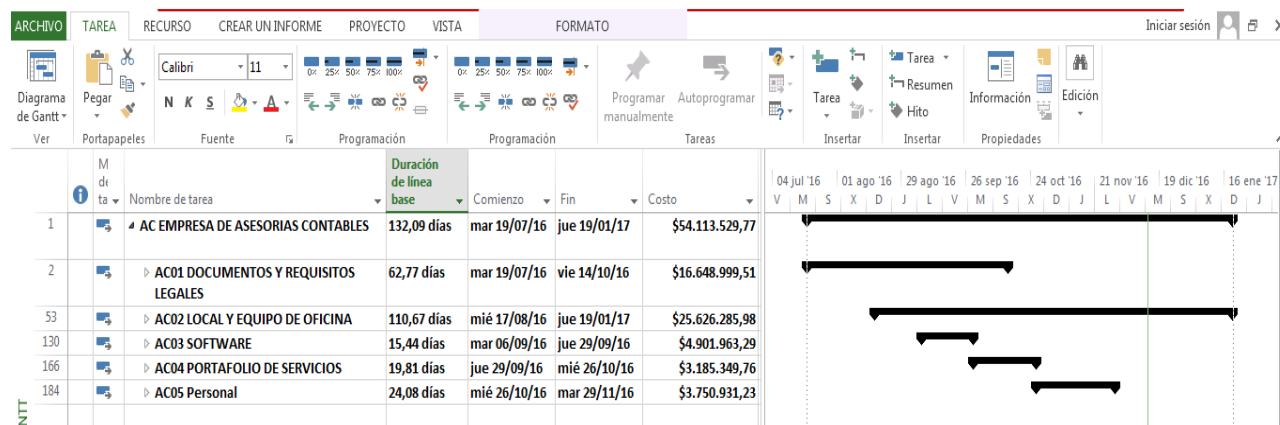 ARCHIVO TAREA RECURSO CREAR UN INFORME PROYECTO VISTA FORMATO Iniciar sesión
Diagrama de Gantt
Ver
Pegar
Portapapeles
Calibri 11
N K S A
Fuente
0% 25% 50% 75% 100%
Programación
0% 25% 50% 75% 100%
Programación
Programar manualmente
Autoprogramar
Tareas
Tarea
Insertar
Tarea
Resumen
Hito
Insertar
Información
Propiedades
Edición
M de ta Nombre de tarea Duración de línea base Comienzo Fin Costo
04 jul '16 01 ago '16 29 ago '16 26 sep '16 24 oct '16 21 nov '16 19 dic '16 16 ene '17
V M S X D J L V M S X D J L V M S X D J
1 AC EMPRESA DE ASESORIAS CONTABLES 132,09 días mar 19/07/16 jue 19/01/17 $54.113.529,77
2 AC01 DOCUMENTOS Y REQUISITOS LEGALES 62,77 días mar 19/07/16 vie 14/10/16 $16.648.999,51
53 AC02 LOCAL Y EQUIPO DE OFICINA 110,67 días mié 17/08/16 jue 19/01/17 $25.626.285,98
130 AC03 SOFTWARE 15,44 días mar 06/09/16 jue 29/09/16 $4.901.963,29
166 AC04 PORTAFOLIO DE SERVICIOS 19,81 días jue 29/09/16 mié 26/10/16 $3.185.349,76
184 AC05 Personal 24,08 días mié 26/10/16 mar 29/11/16 $3.750.931,23
NTT